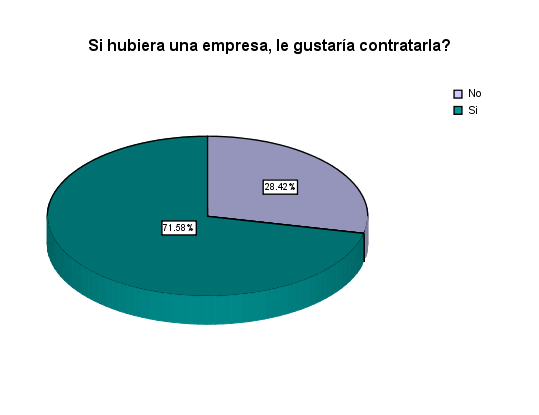 Si hubiera una empresa, le gustaría contratarla?
No
Si
28.42%
71.58%